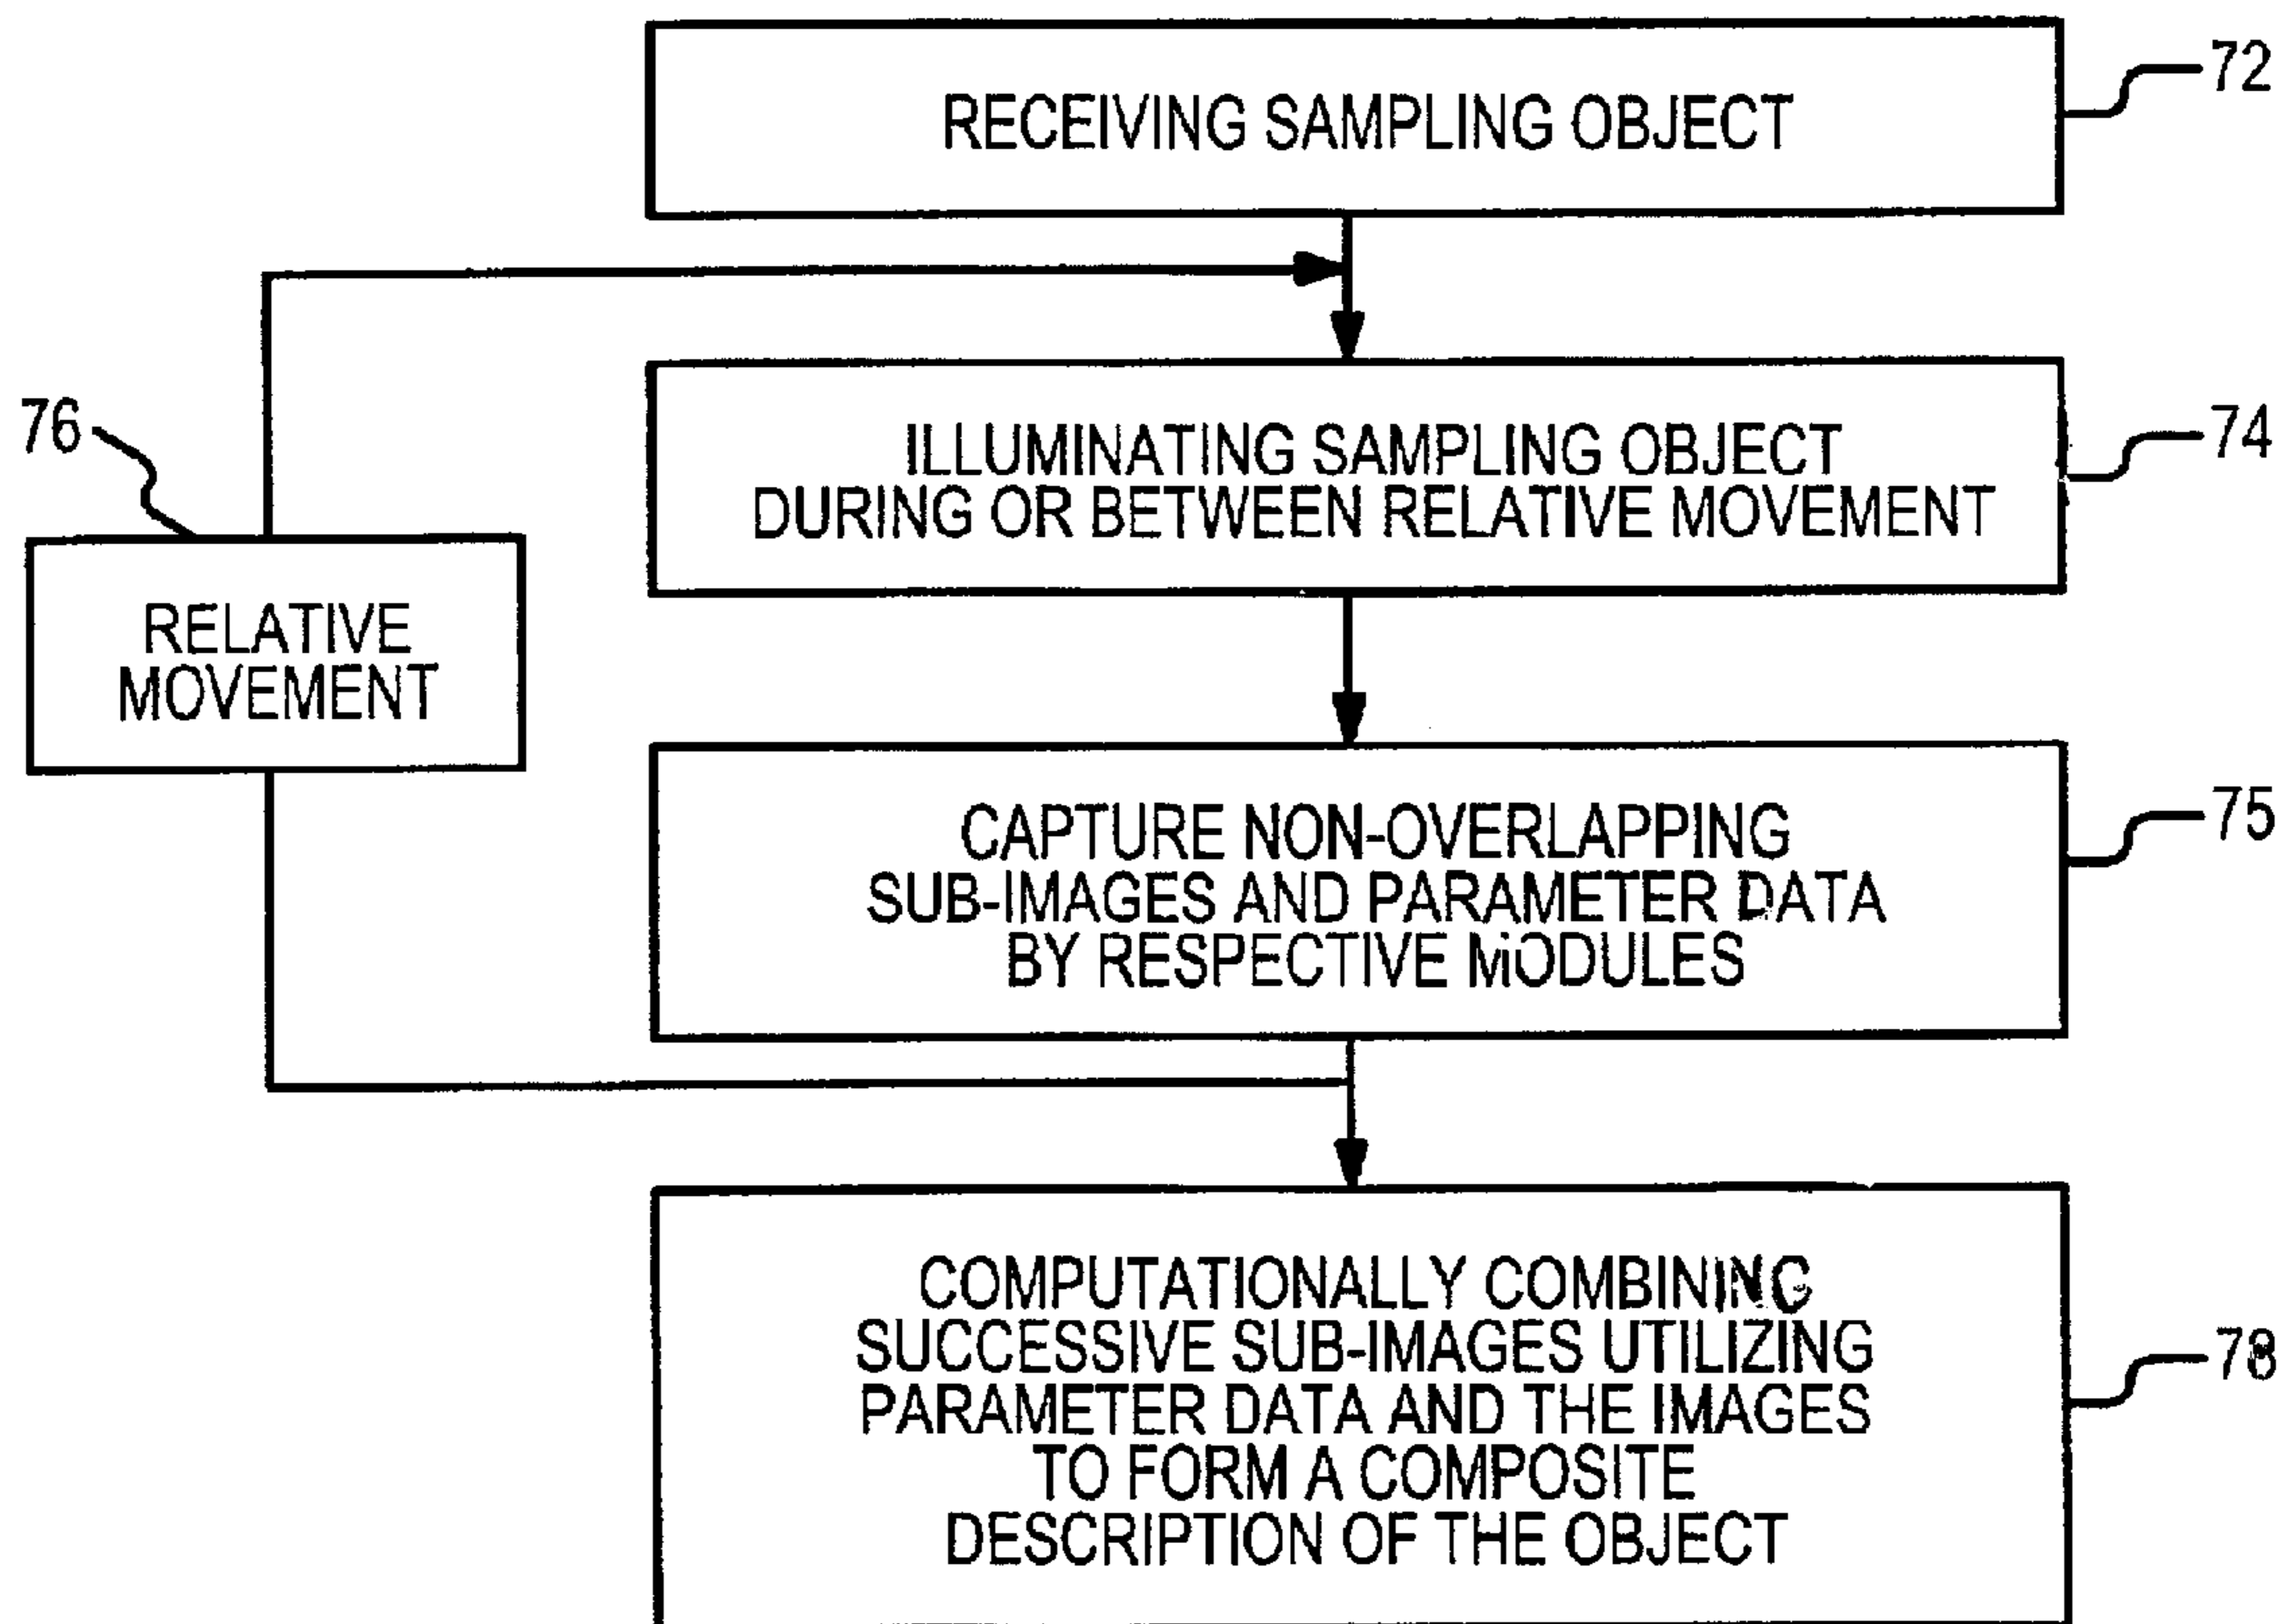 RECEIVING SAMPLING OBJECT
72
ILLUMINATING SAMPLING OBJECT
DURING OR BETWEEN RELATIVE MOVEMENT
74
76
RELATIVE
MOVEMENT
CAPTURE NON-OVERLAPPING
SUB-IMAGES AND PARAMETER DATA
BY RESPECTIVE MODULES
75
COMPUTATIONALLY COMBINING
SUCCESSIVE SUB-IMAGES UTILIZING
PARAMETER DATA AND THE IMAGES
TO FORM A COMPOSITE
DESCRIPTION OF THE OBJECT
78